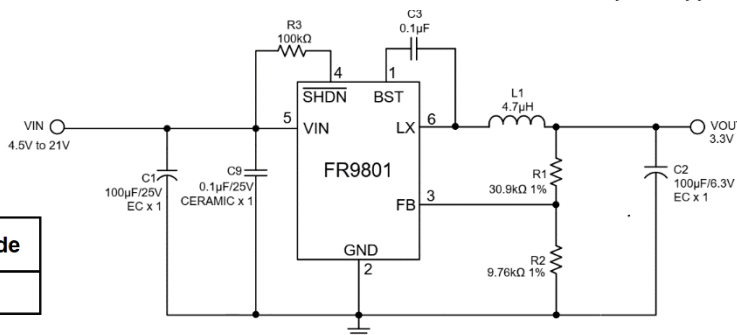 R3
100kΩ
C3
0.1μF
4
1
SHDN
BST
L1
4.7μH
VIN
4.5V to 21V
5
VIN
LX
6
VOUT
3.3V
FR9801
C1
100μF/25V
EC x 1
C9
0.1μF/25V
CERAMIC x 1
R1
30.9kΩ 1%
C2
100μF/6.3V
EC x 1
FB
3
de
GND
2
R2
9.76kΩ 1%